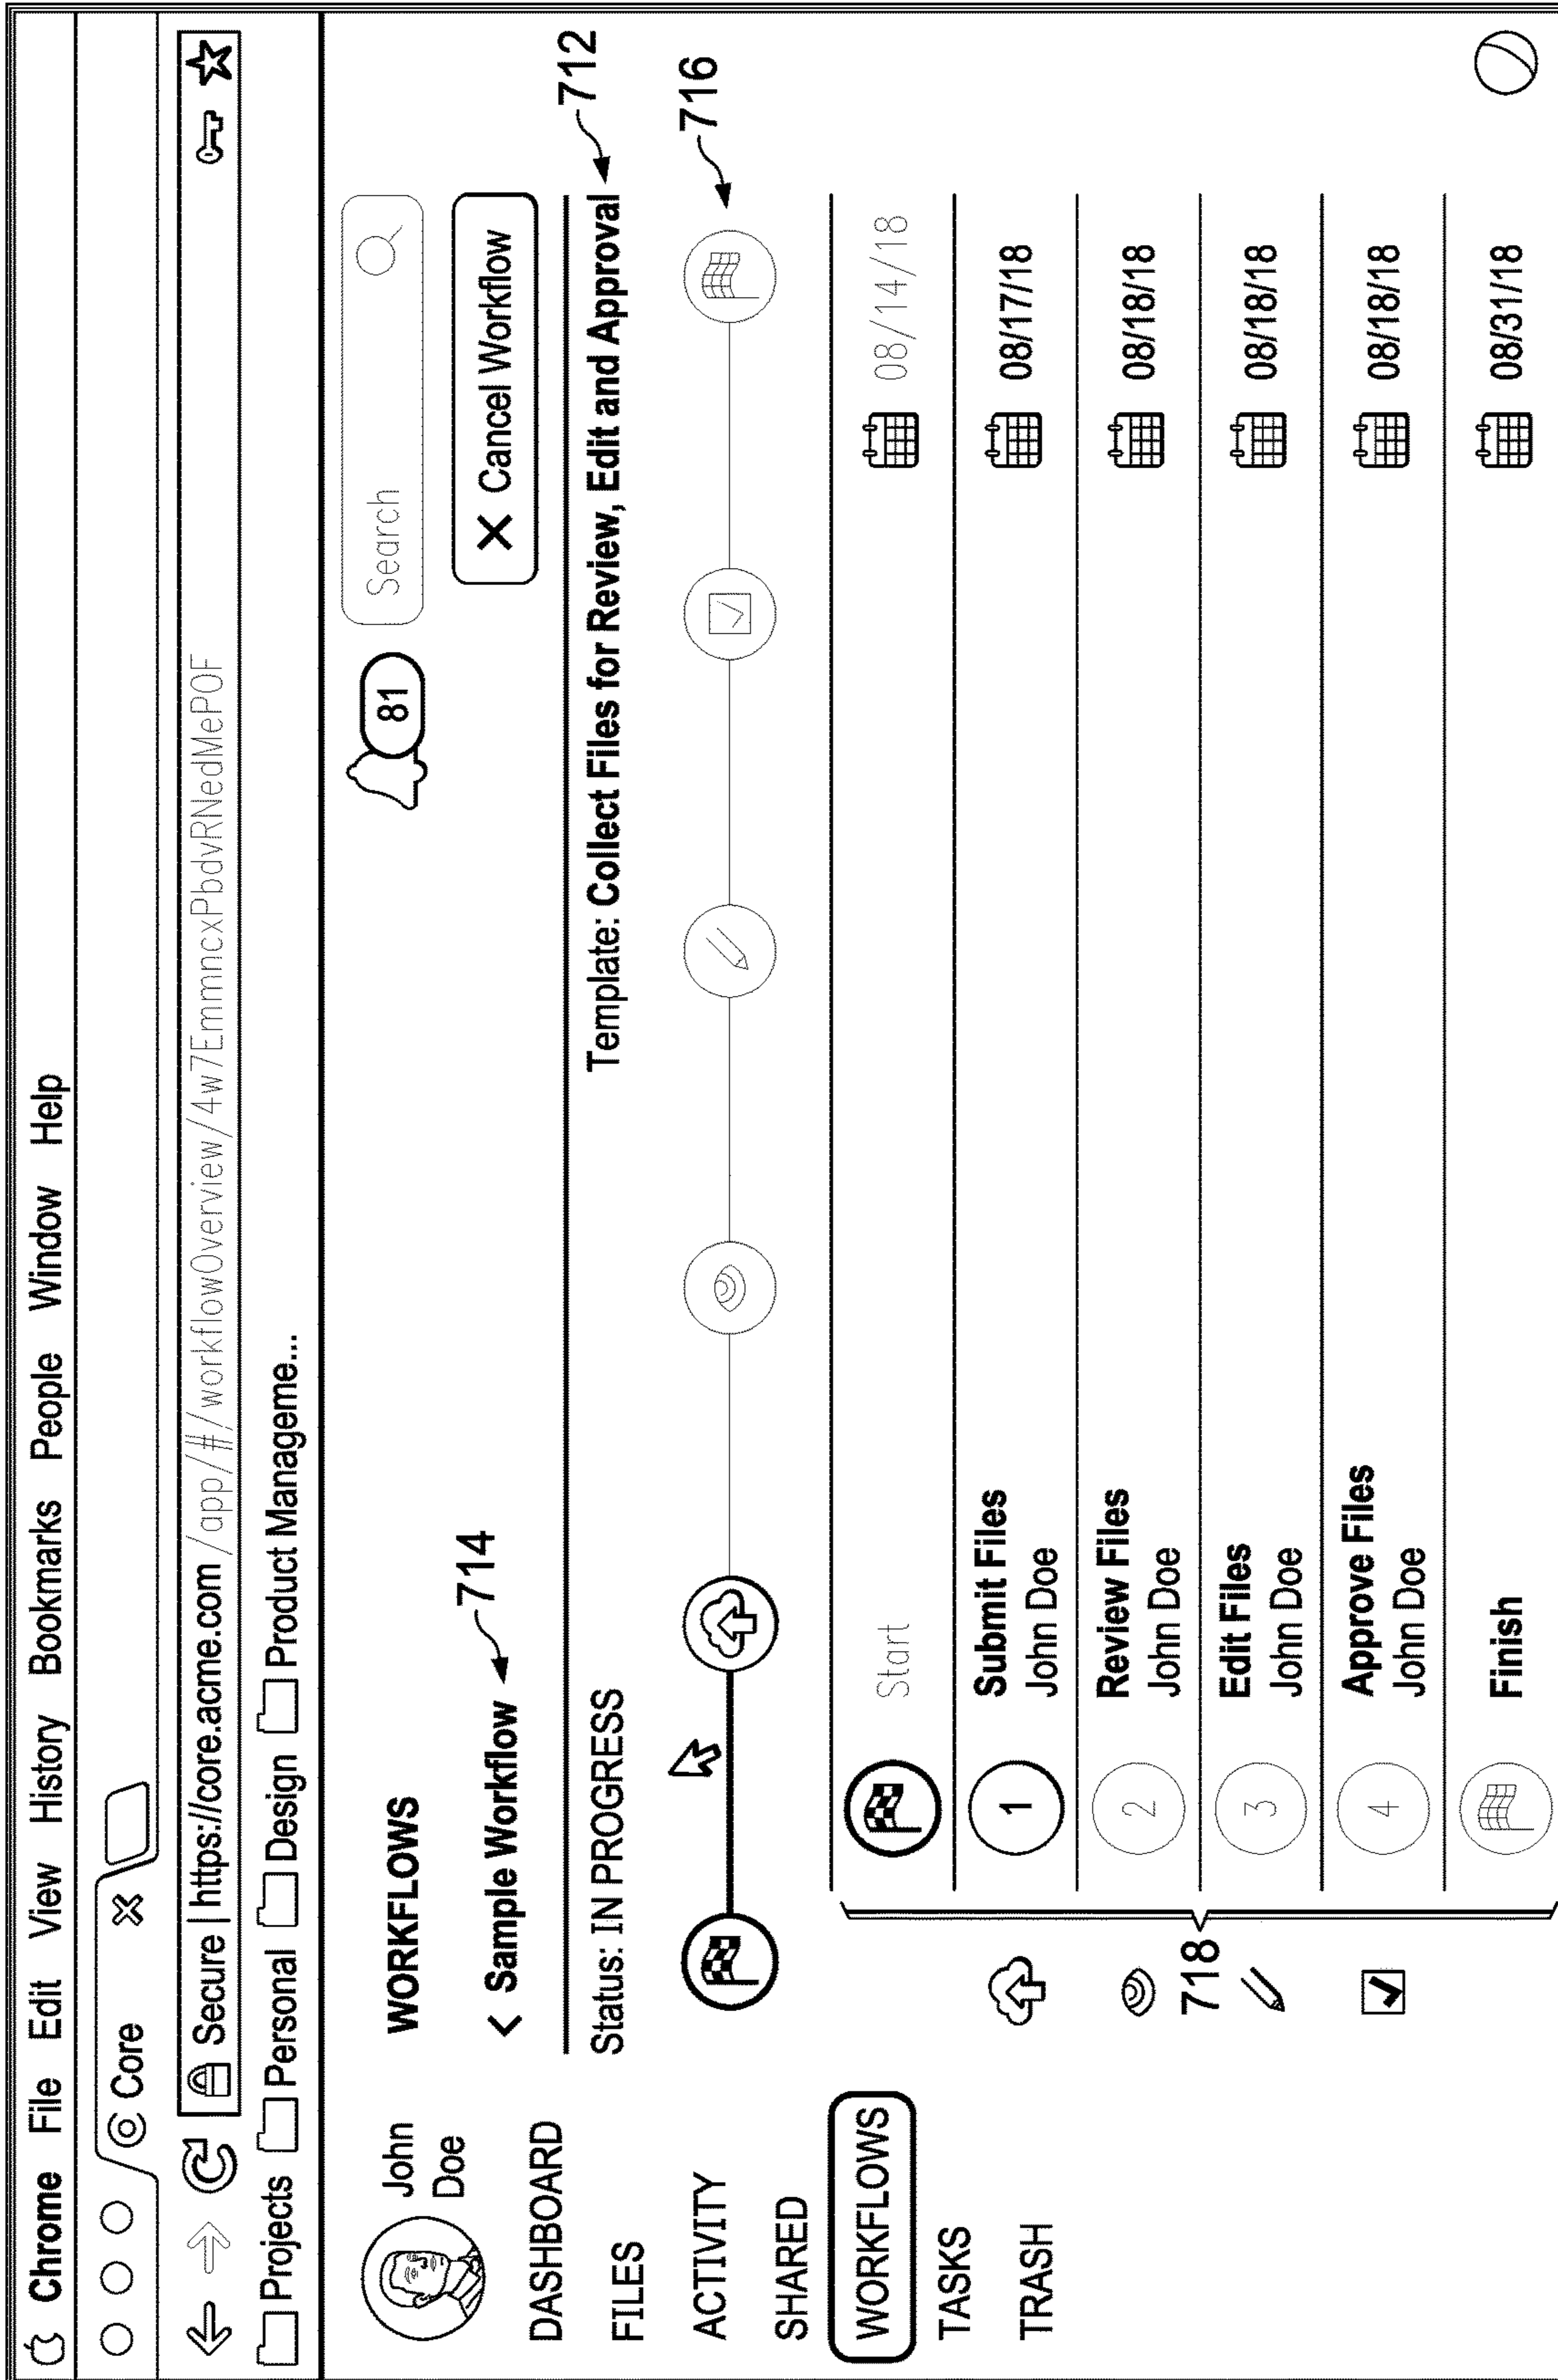 Chrome File Edit View History Bookmarks People Window Help
Core
Secure | https://core.acme.com/app/#/workflowOverview/4w7EmmncxPbdvRNedMePOF
Projects Personal Design Product Manageme...
John
Doe
DASHBOARD
FILES
ACTIVITY
SHARED
WORKFLOWS
TASKS
TRASH
WORKFLOWS
81
Search
Sample Workflow
714
X Cancel Workflow
Status: IN PROGRESS
Template: Collect Files for Review, Edit and Approval
712
716
718
Start
08/14/18
1
Submit Files
John Doe
08/17/18
2
Review Files
John Doe
08/18/18
3
Edit Files
John Doe
08/18/18
4
Approve Files
John Doe
08/18/18
Finish
08/31/18